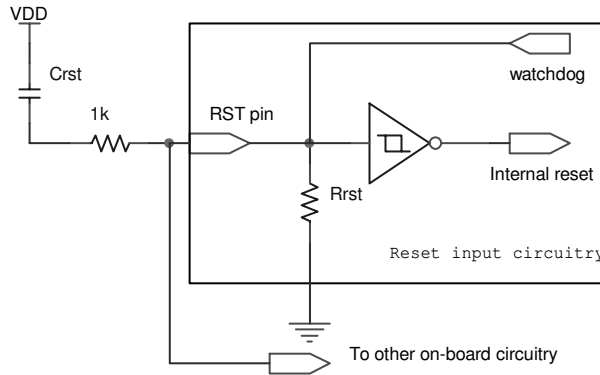 VDD
Crst
1k
RST pin
watchdog
Internal reset
Rrst
Reset input circuitry
To other on-board circuitry